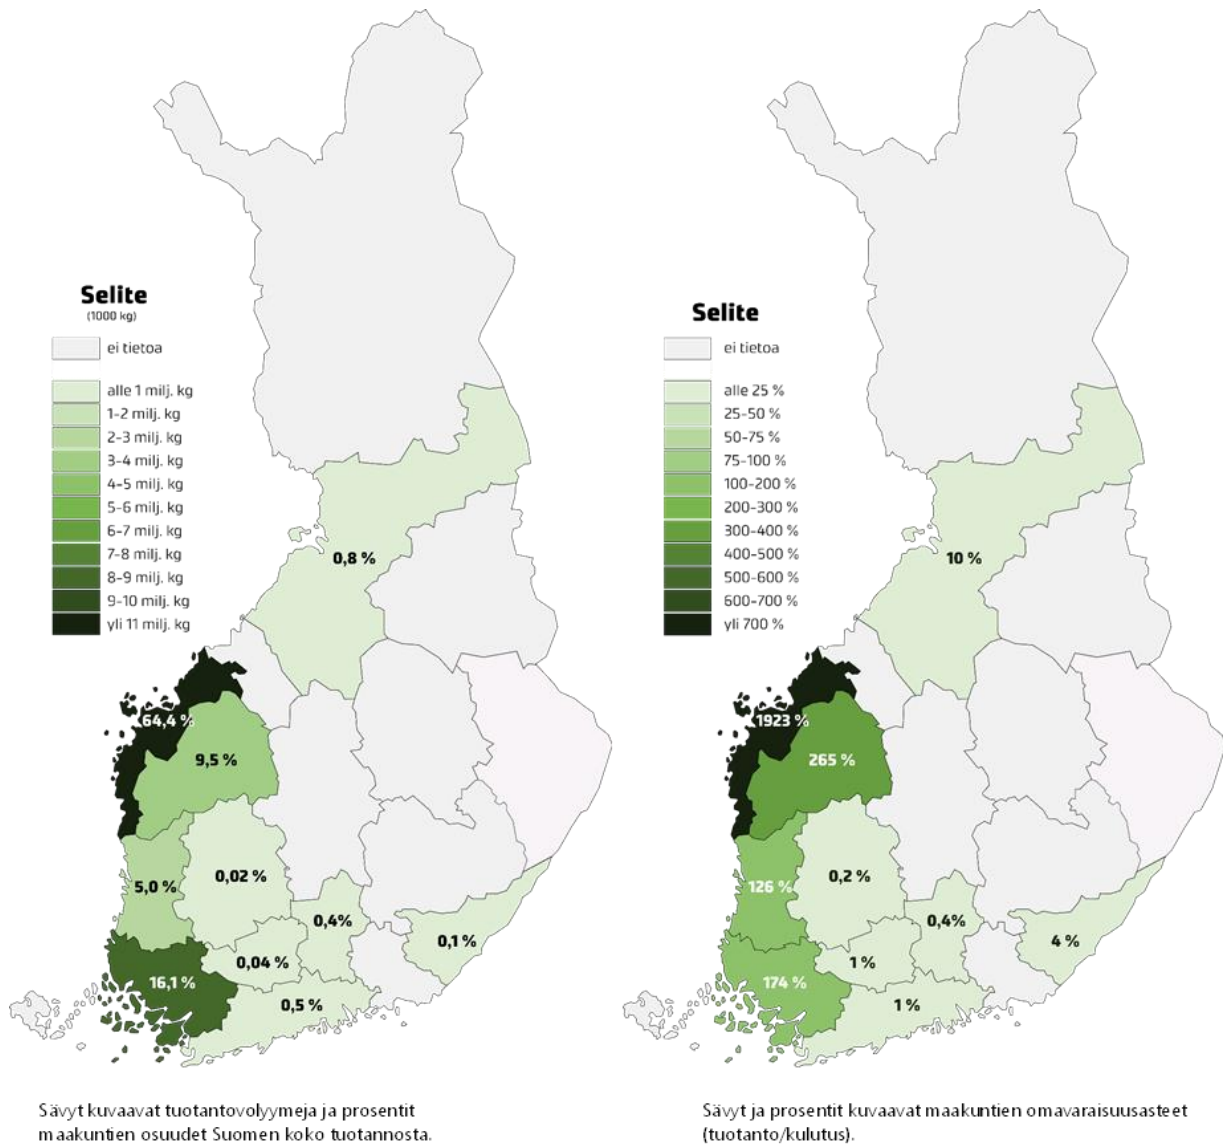 Selite
(1000 kg)
ei tietoa
alle 1 milj. kg
1-2 milj. kg
2-3 milj. kg
3-4 milj. kg
4-5 milj. kg
5-6 milj. kg
6-7 milj. kg
7-8 milj. kg
8-9 milj. kg
9-10 milj. kg
yli 11 milj. kg
0,8 %
64,4 %
9,5 %
5,0 %
0,02 %
0,4%
0,1 %
0,04 %
16,1 %
0,5 %
Sävyt kuvaavat tuotantovolyymeja ja prosentit
maakuntien osuudet Suomen koko tuotannosta.
Selite
ei tietoa
alle 25 %
25-50 %
50-75 %
75-100 %
100-200 %
200-300 %
300-400 %
400-500 %
500-600 %
600-700 %
yli 700 %
10 %
1923 %
265 %
126 %
0,2 %
0,4%
4 %
1 %
174 %
1 %
Sävyt ja prosentit kuvaavat maakuntien omavaraisuusasteet
(tuotanto/kulutus).